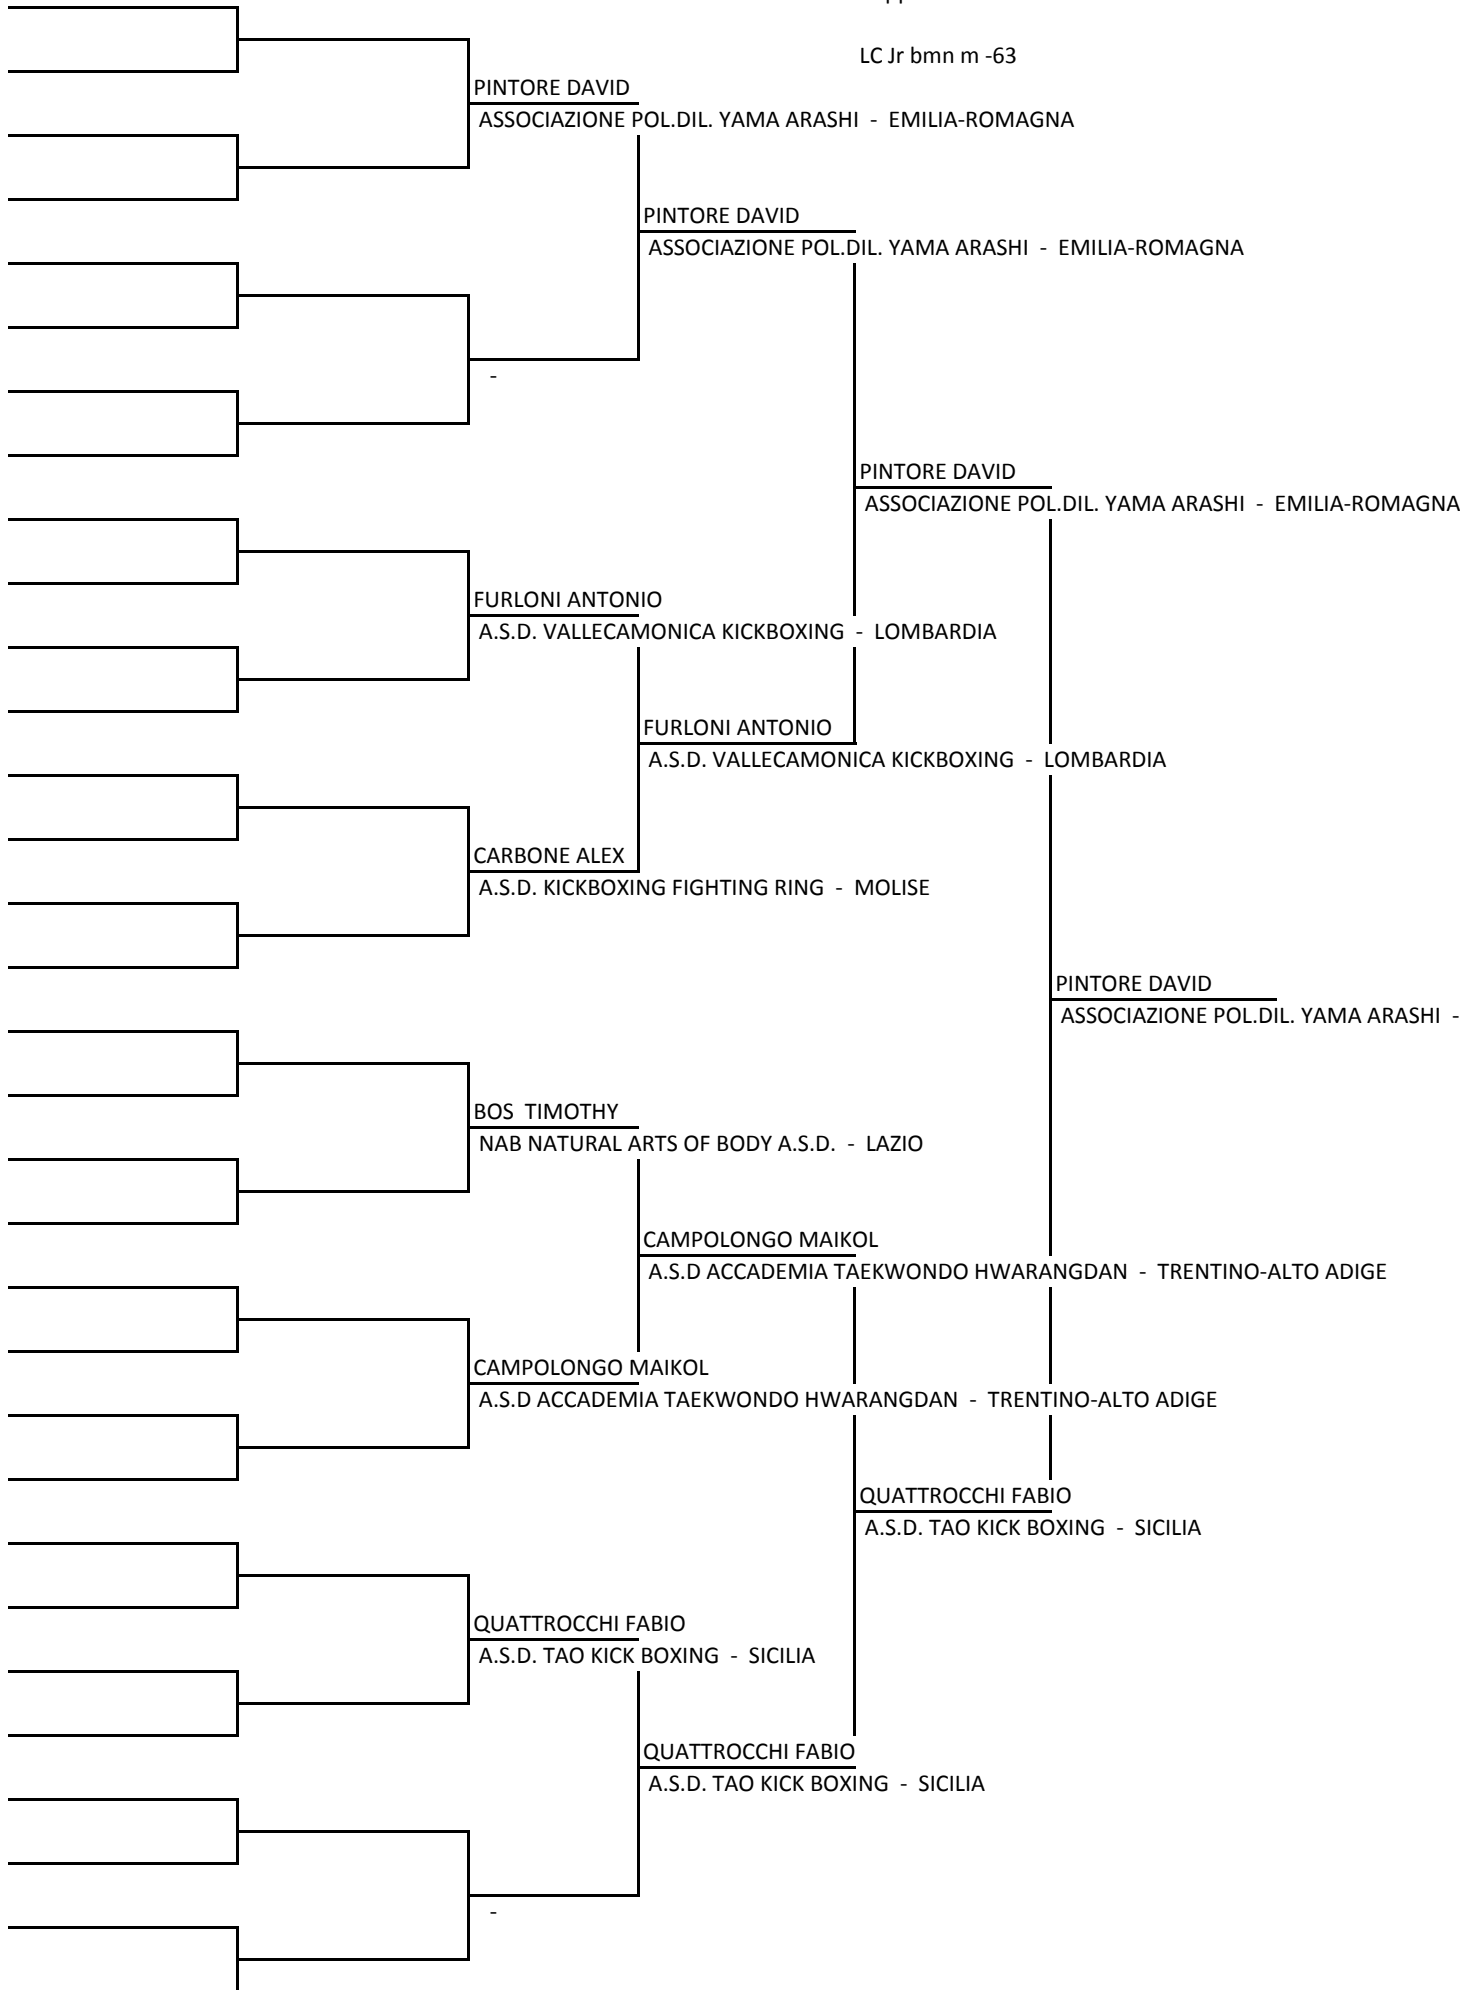 LC Jr bmn m -63
PINTORE DAVID
ASSOCIAZIONE POL.DIL. YAMA ARASHI - EMILIA-ROMAGNA
PINTORE DAVID
ASSOCIAZIONE POL.DIL. YAMA ARASHI - EMILIA-ROMAGNA
-
PINTORE DAVID
ASSOCIAZIONE POL.DIL. YAMA ARASHI - EMILIA-ROMAGNA
FURLONI ANTONIO
A.S.D. VALLECAMONICA KICKBOXING - LOMBARDIA
FURLONI ANTONIO
A.S.D. VALLECAMONICA KICKBOXING - LOMBARDIA
CARBONE ALEX
A.S.D. KICKBOXING FIGHTING RING - MOLISE
PINTORE DAVID
ASSOCIAZIONE POL.DIL. YAMA ARASHI -
BOS TIMOTHY
NAB NATURAL ARTS OF BODY A.S.D. - LAZIO
CAMPOLONGO MAIKOL
A.S.D ACCADEMIA TAEKWONDO HWARANGDAN - TRENTINO-ALTO ADIGE
CAMPOLONGO MAIKOL
A.S.D ACCADEMIA TAEKWONDO HWARANGDAN - TRENTINO-ALTO ADIGE
QUATTROCCHI FABIO
A.S.D. TAO KICK BOXING - SICILIA
QUATTROCCHI FABIO
A.S.D. TAO KICK BOXING - SICILIA
QUATTROCCHI FABIO
A.S.D. TAO KICK BOXING - SICILIA
-